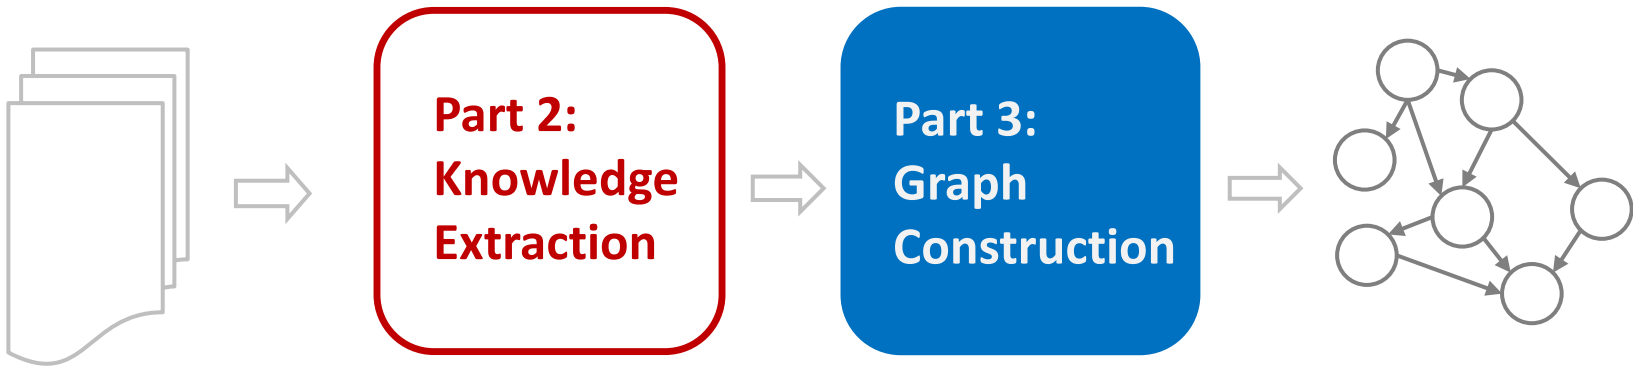 Part 2:
Knowledge
Extraction
Part 3:
Graph
Construction